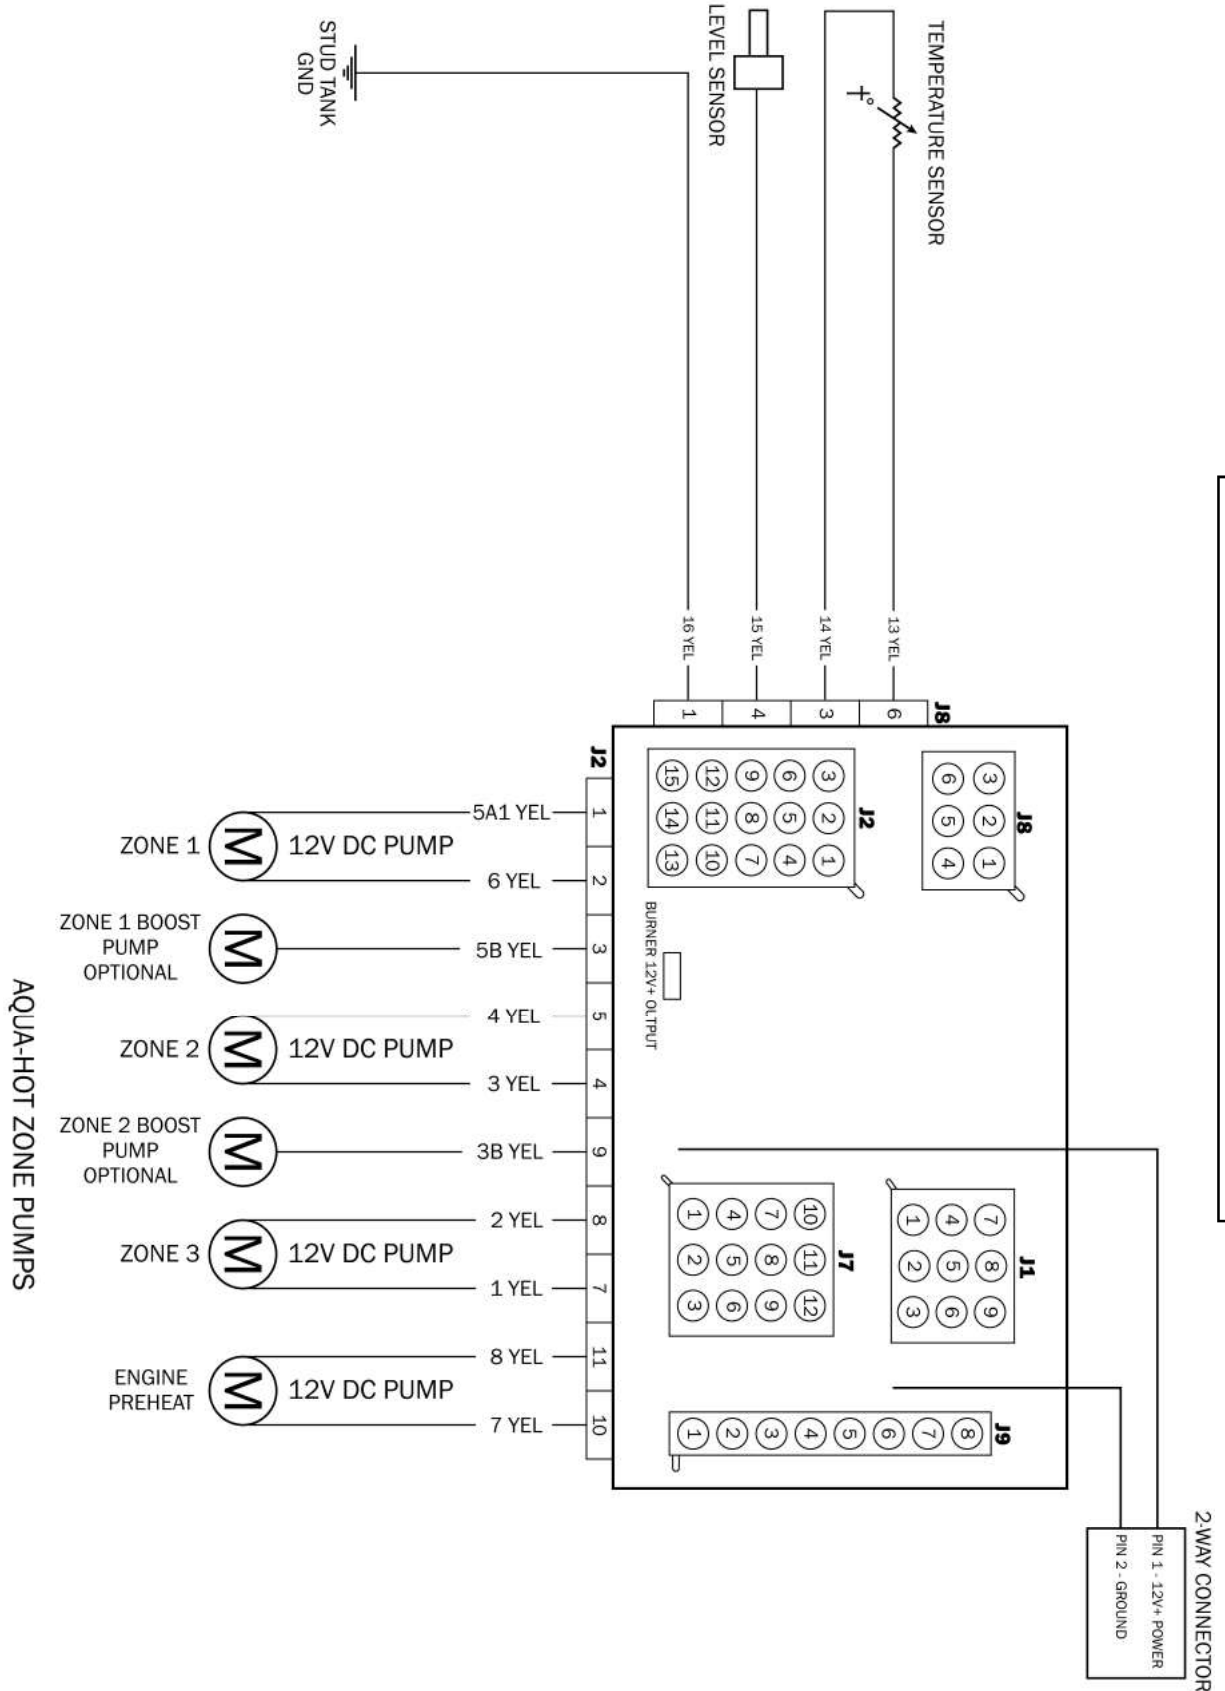 STUD TANK
GND
LEVEL SENSOR
t°
TEMPERATURE SENSOR
16 YEL
15 YEL
14 YEL
13 YEL
1
4
3
6
J8
J8
3
2
1
6
5
4
J2
3
2
1
6
5
4
9
8
7
12
11
10
15
14
13
BURNER 12V+ OLTPUT
J2
1
2
3
5
4
9
8
7
11
10
ZONE 1
M
12V DC PUMP
5A1 YEL
6 YEL
ZONE 1 BOOST
PUMP
OPTIONAL
M
5B YEL
ZONE 2
M
12V DC PUMP
4 YEL
3 YEL
ZONE 2 BOOST
PUMP
OPTIONAL
M
3B YEL
ZONE 3
M
12V DC PUMP
2 YEL
1 YEL
ENGINE
PREHEAT
M
12V DC PUMP
8 YEL
7 YEL
AQUA-HOT ZONE PUMPS
J1
7
8
9
4
5
6
1
2
3
J7
10
11
12
7
8
9
4
5
6
1
2
3
J9
1
2
3
4
5
6
7
8
2-WAY CONNECTOR
PIN 1 - 12V+ POWER
PIN 2 - GROUND